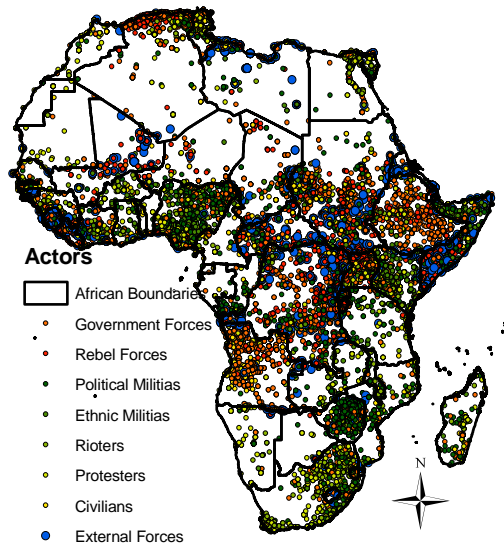 Actors
African Boundaries
Government Forces
Rebel Forces
Political Militias
Ethnic Militias
Rioters
Protesters
Civilians
External Forces
N